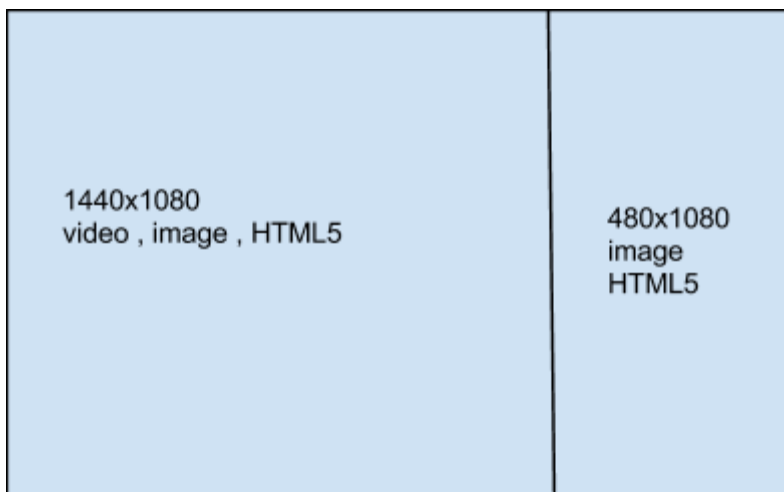 1440x1080
video , image , HTML5
480x1080
image
HTML5